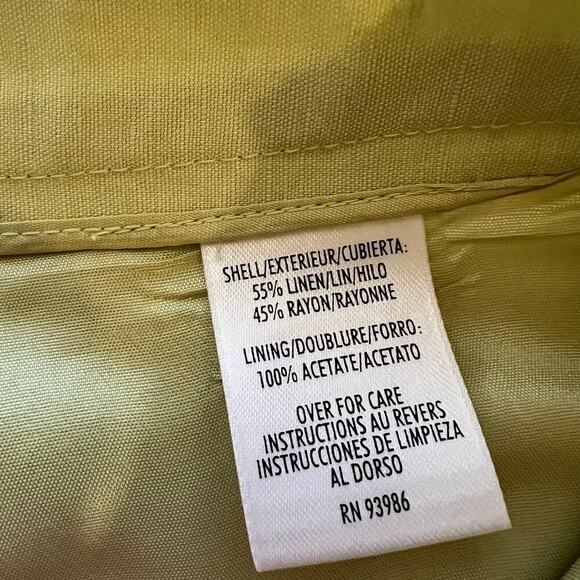 SHELL/EXTERIEUR/CUBIERTA:
55% LINEN/LIN/HILO
45% RAYON/RAYONNE
LINING/DOUBLURE/FORRO:
100% ACETATE/ACETATO
OVER FOR CARE
INSTRUCTIONS AU REVERS
INSTRUCCIONES DE LIMPIEZA
AL DORSO
RN 93986